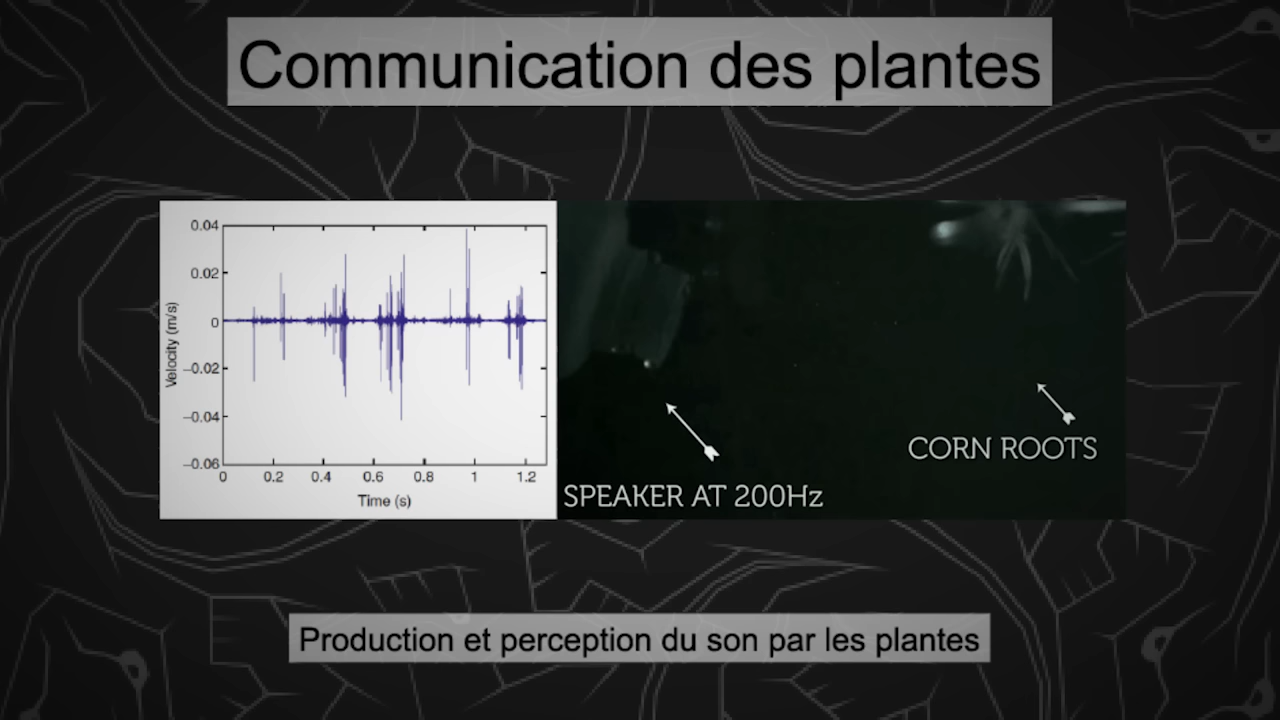 Communication des plantes
0.04
0.02
0
−0.02
−0.04
−0.06
Velocity (m/s)
0 0.2 0.4 0.6 0.8 1 1.2
Time (s)
SPEAKER AT 200Hz
CORN ROOTS
Production et perception du son par les plantes